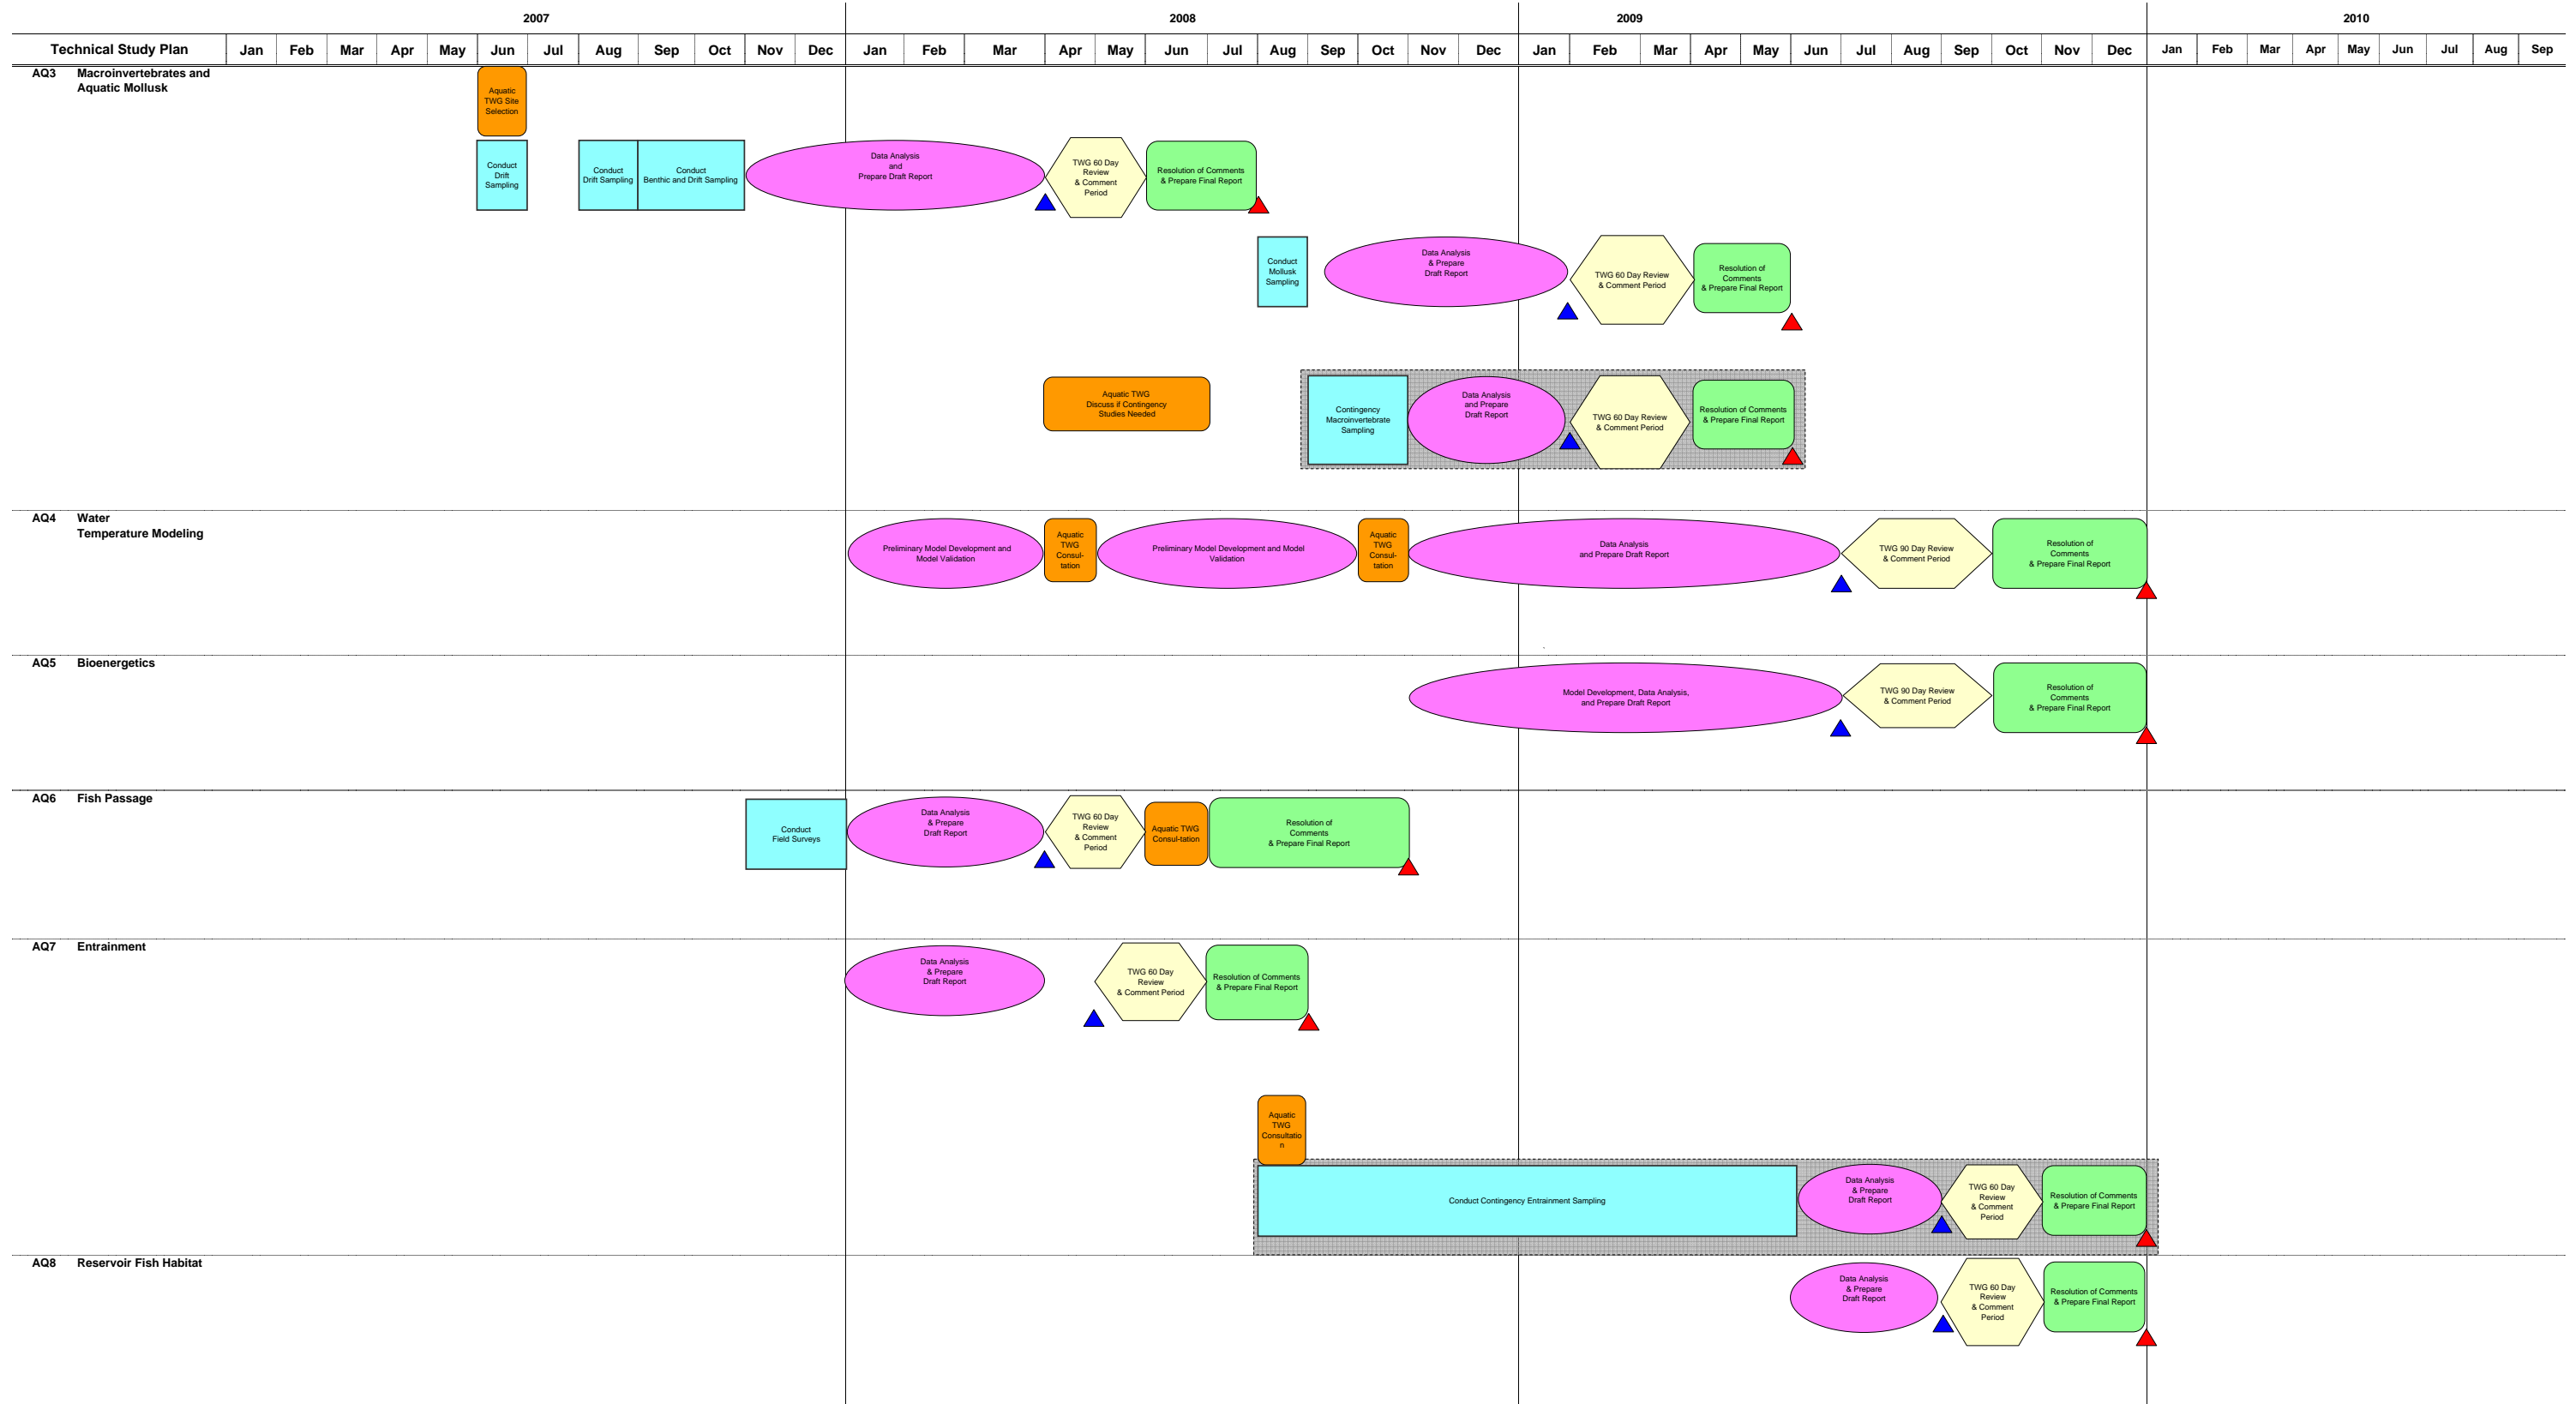 2007
2008
2009
2010
Technical Study Plan
Jan
Feb
Mar
Apr
May
Jun
Jul
Aug
Sep
Oct
Nov
Dec
Jan
Feb
Mar
Apr
May
Jun
Jul
Aug
Sep
Oct
Nov
Dec
Jan
Feb
Mar
Apr
May
Jun
Jul
Aug
Sep
Oct
Nov
Dec
Jan
Feb
Mar
Apr
May
Jun
Jul
Aug
Sep
AQ3 Macroinvertebrates and
Aquatic Mollusk
Aquatic
TWG Site
Selection
Conduct
Drift
Sampling
Conduct
Drift Sampling
Conduct
Benthic and Drift Sampling
Data Analysis
and
Prepare Draft Report
TWG 60 Day
Review
& Comment
Period
Resolution of Comments
& Prepare Final Report
Conduct
Mollusk
Sampling
Data Analysis
& Prepare
Draft Report
TWG 60 Day Review
& Comment Period
Resolution of
Comments
& Prepare Final Report
Aquatic TWG
Discuss if Contingency
Studies Needed
Contingency
Macroinvertebrate
Sampling
Data Analysis
and Prepare
Draft Report
TWG 60 Day Review
& Comment Period
Resolution of Comments
& Prepare Final Report
AQ4 Water
Temperature Modeling
Preliminary Model Development and
Model Validation
Aquatic
TWG
Consul-
tation
Preliminary Model Development and Model
Validation
Aquatic
TWG
Consul-
tation
Data Analysis
and Prepare Draft Report
TWG 90 Day Review
& Comment Period
Resolution of
Comments
& Prepare Final Report
AQ5 Bioenergetics
Model Development, Data Analysis,
and Prepare Draft Report
TWG 90 Day Review
& Comment Period
Resolution of
Comments
& Prepare Final Report
AQ6 Fish Passage
Conduct
Field Surveys
Data Analysis
& Prepare
Draft Report
TWG 60 Day
Review
& Comment
Period
Aquatic TWG
Consul-tation
Resolution of
Comments
& Prepare Final Report
AQ7 Entrainment
Data Analysis
& Prepare
Draft Report
TWG 60 Day
Review
& Comment Period
Resolution of Comments
& Prepare Final Report
Aquatic
TWG
Consultatio
n
Conduct Contingency Entrainment Sampling
Data Analysis
& Prepare
Draft Report
TWG 60 Day
Review
& Comment
Period
Resolution of Comments
& Prepare Final Report
AQ8 Reservoir Fish Habitat
Data Analysis
& Prepare
Draft Report
TWG 60 Day
Review
& Comment
Period
Resolution of Comments
& Prepare Final Report